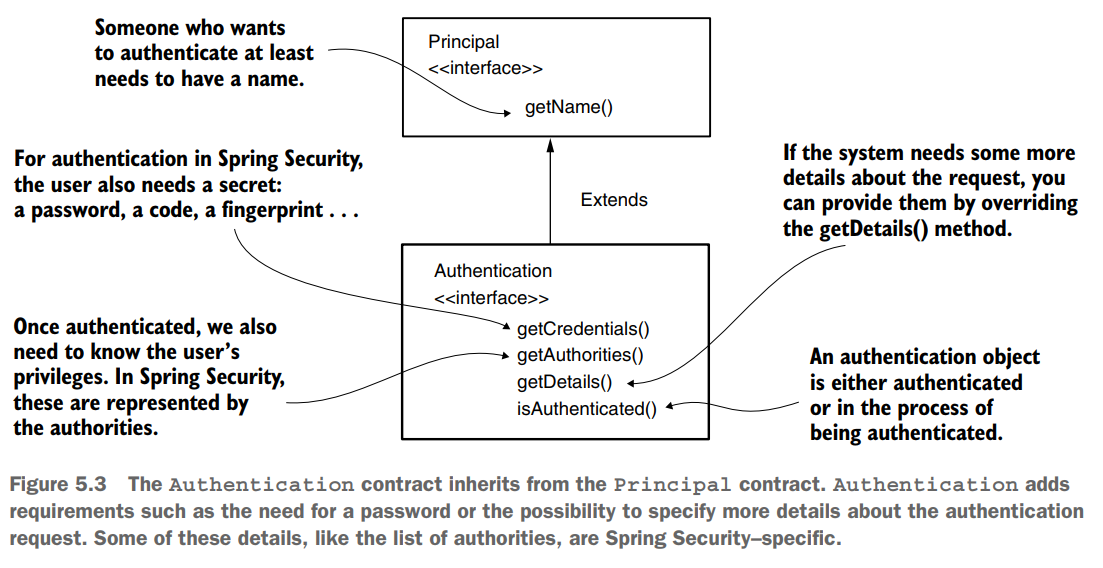 Someone who wants
to authenticate at least
needs to have a name.
Principal
<<interface>>
getName()
For authentication in Spring Security,
the user also needs a secret:
a password, a code, a fingerprint . . .
If the system needs some more
details about the request, you
can provide them by overriding
the getDetails() method.
Extends
Authentication
<<interface>>
getCredentials()
getAuthorities()
getDetails()
isAuthenticated()
Once authenticated, we also
need to know the user's
privileges. In Spring Security,
these are represented by
the authorities.
An authentication object
is either authenticated
or in the process of
being authenticated.
Figure 5.3 The Authentication contract inherits from the Principal contract. Authentication adds
requirements such as the need for a password or the possibility to specify more details about the authentication
request. Some of these details, like the list of authorities, are Spring Security–specific.